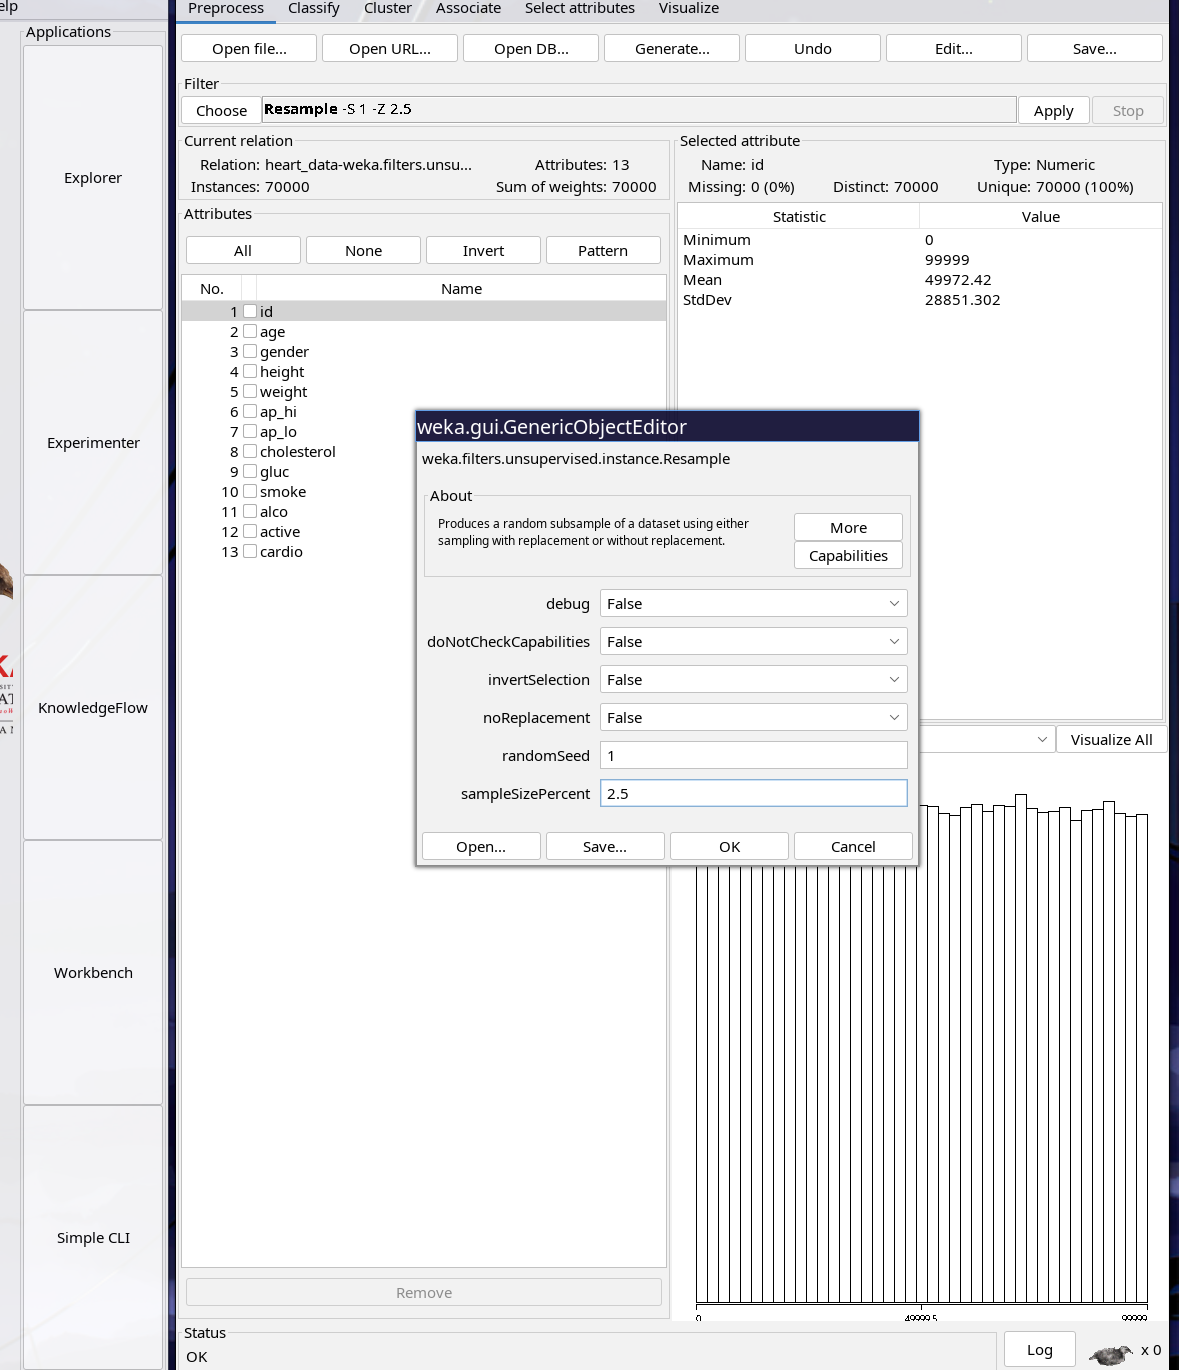 elp
Applications
Explorer
Experimenter
KnowledgeFlow
Workbench
Simple CLI
Preprocess Classify Cluster Associate Select attributes Visualize
Open file... Open URL... Open DB... Generate... Undo Edit... Save...
Filter
Choose Resample -S 1 -Z 2.5 Apply Stop
Current relation
Relation: heart_data-weka.filters.unsu... Attributes: 13
Instances: 70000 Sum of weights: 70000
Selected attribute
Name: id Type: Numeric
Missing: 0 (0%) Distinct: 70000 Unique: 70000 (100%)
Statistic Value
Minimum 0
Maximum 99999
Mean 49972.42
StdDev 28851.302
Attributes
All None Invert Pattern
No. Name
1 id
2 age
3 gender
4 height
5 weight
6 ap_hi
7 ap_lo
8 cholesterol
9 gluc
10 smoke
11 alco
12 active
13 cardio
weka.gui.GenericObjectEditor
weka.filters.unsupervised.instance.Resample
About
Produces a random subsample of a dataset using either
sampling with replacement or without replacement.
More
Capabilities
debug False
doNotCheckCapabilities False
invertSelection False
noReplacement False
randomSeed 1
sampleSizePercent 2.5
Open... Save... OK Cancel
Visualize All
0 49999.5 99999
Remove
Status
OK
Log x 0